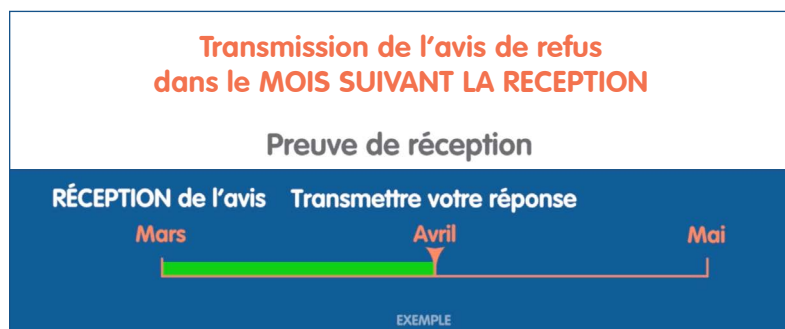 Transmission de l'avis de refus
dans le MOIS SUIVANT LA RECEPTION
Preuve de réception
RÉCEPTION de l'avis Transmettre votre réponse
Mars Avril Mai
EXEMPLE